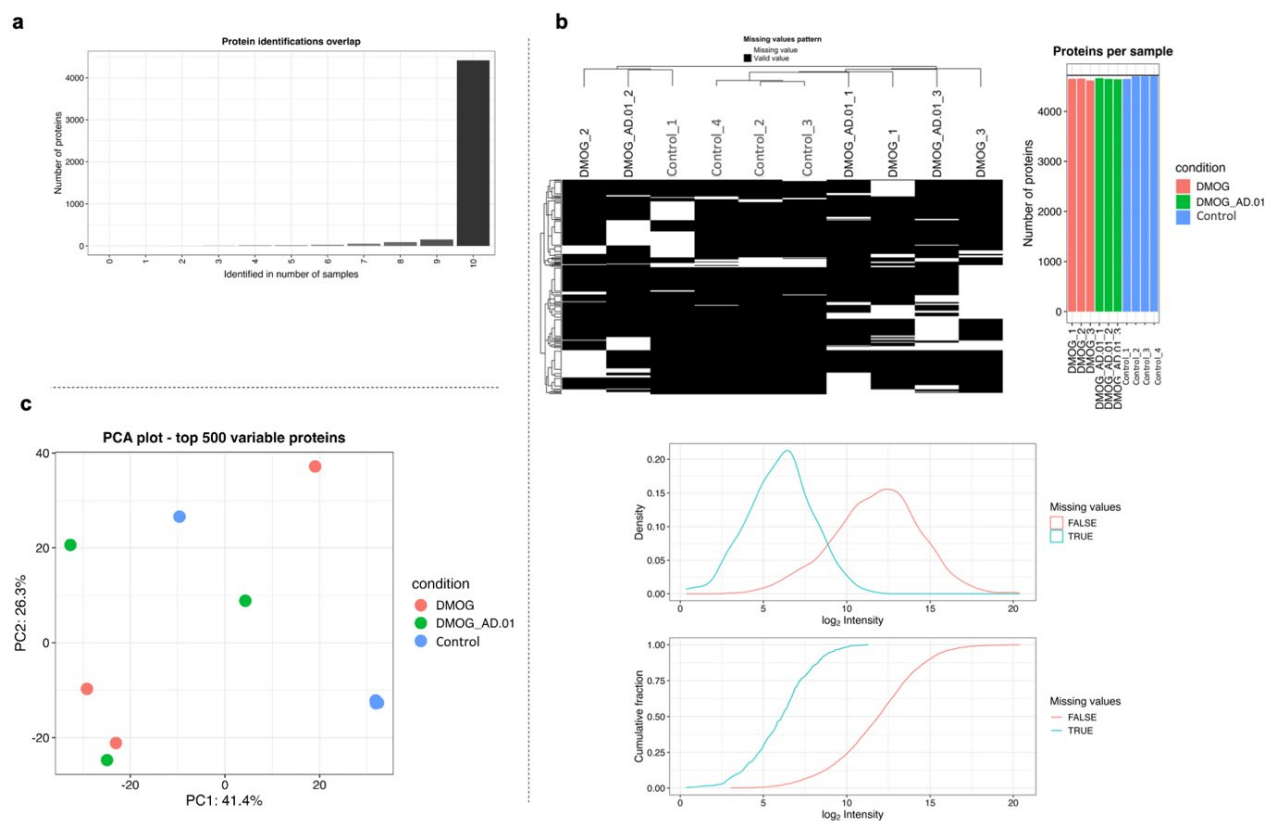 a
Protein identifications overlap
Number of proteins
4000
3000
2000
1000
0
0 1 2 3 4 5 6 7 8 9 10
Identified in number of samples
b
Missing values pattern
Missing value
Valid value
DMOG_2
DMOG_AD.01_2
Control_1
Control_4
Control_2
Control_3
DMOG_AD.01_1
DMOG_1
DMOG_AD.01_3
DMOG_3
Proteins per sample
Number of proteins
4000
3000
2000
1000
0
DMOG_1
DMOG_2
DMOG_3
DMOG_AD.01_1
DMOG_AD.01_2
DMOG_AD.01_3
Control_1
Control_2
Control_3
Control_4
condition
DMOG
DMOG_AD.01
Control
c
PCA plot - top 500 variable proteins
PC2: 26.3%
40
20
0
-20
-20 0 20
PC1: 41.4%
condition
DMOG
DMOG_AD.01
Control
Density
0.20
0.15
0.10
0.05
0.00
0 5 10 15 20
log2 Intensity
Missing values
FALSE
TRUE
Cumulative fraction
1.00
0.75
0.50
0.25
0.00
0 5 10 15 20
log2 Intensity
Missing values
FALSE
TRUE